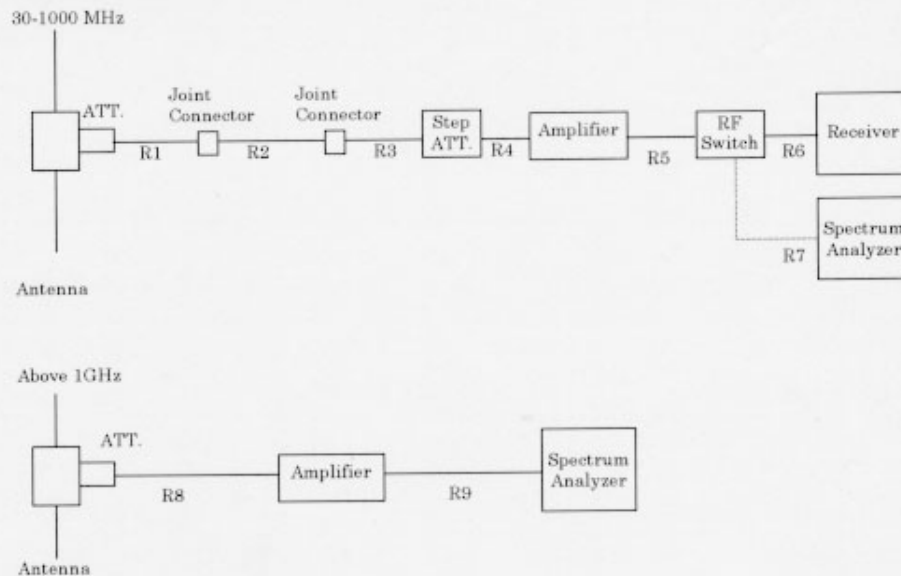 30-1000 MHz
ATT.
Joint
Connector
Joint
Connector
Step
ATT.
Amplifier
RF
Switch
Receiver
R1
R2
R3
R4
R5
R6
R7
Spectrum
Analyzer
Antenna
Above 1GHz
ATT.
Amplifier
Spectrum
Analyzer
R8
R9
Antenna